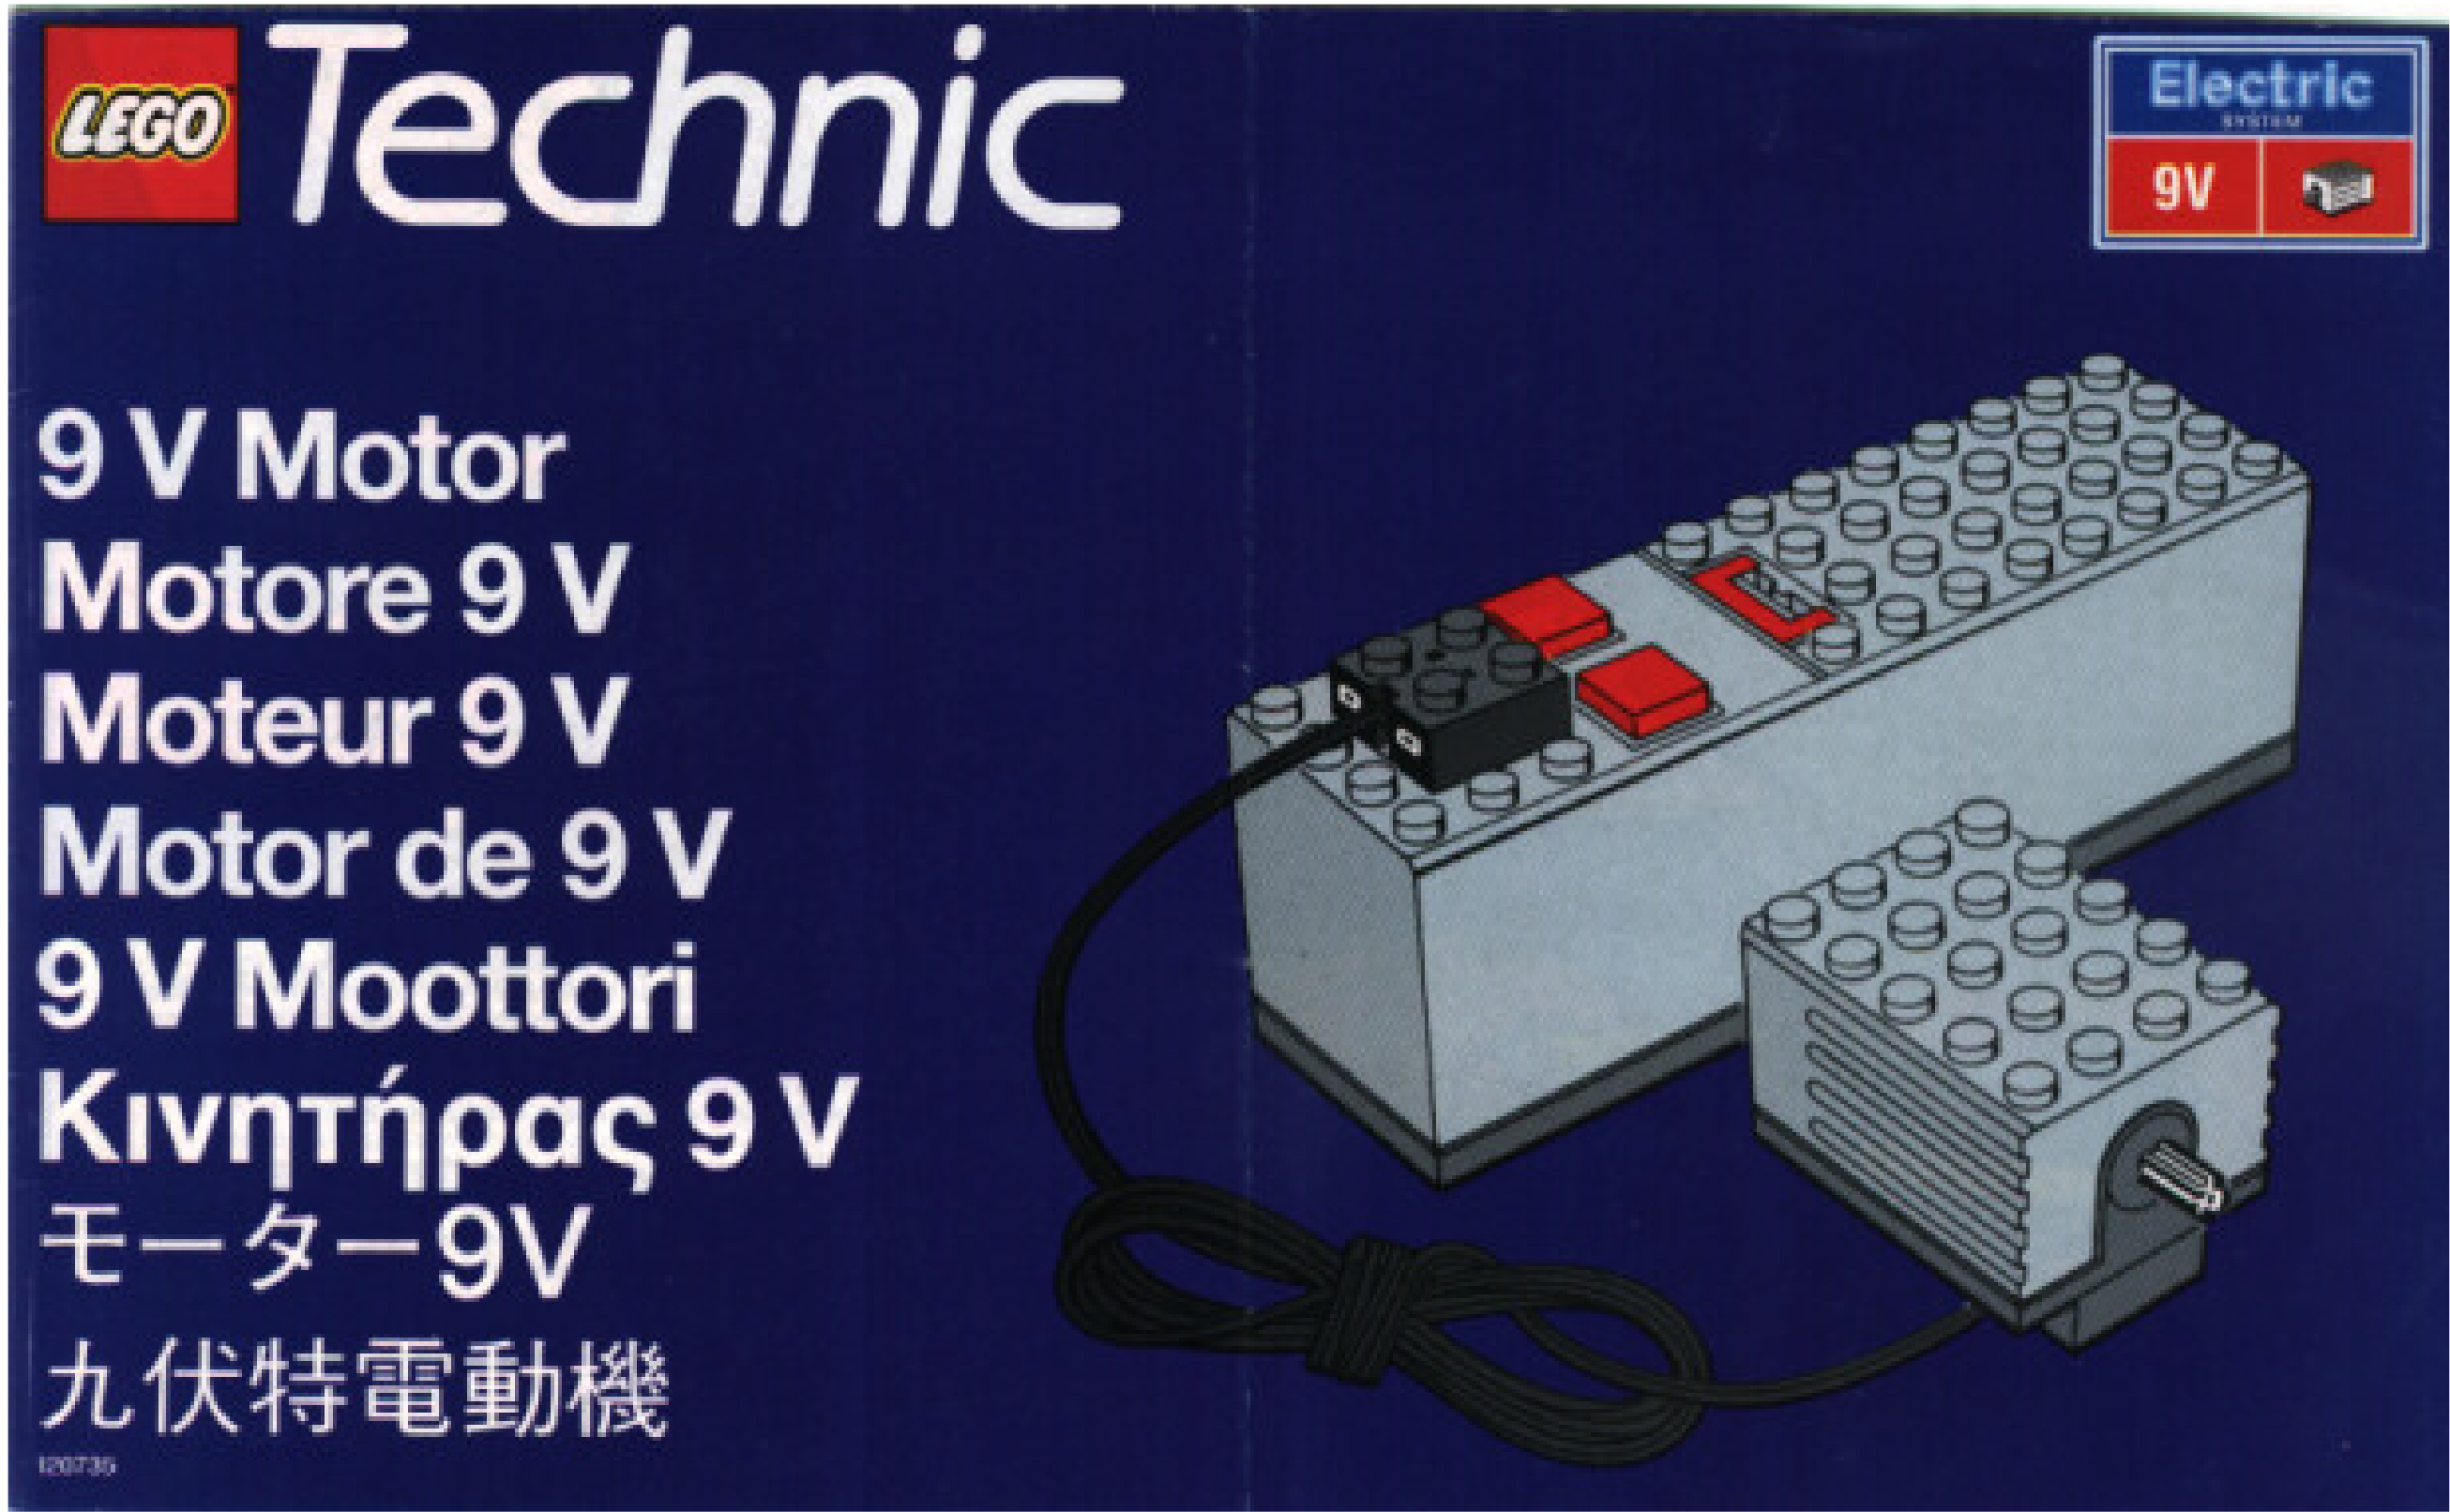 LEGO Technic
Electric
SYSTEM
9V
9 V Motor
Motore 9 V
Moteur 9 V
Motor de 9 V
9 V Moottori
Κινητήρας 9 V
モーター9V
九伏特電動機
120735